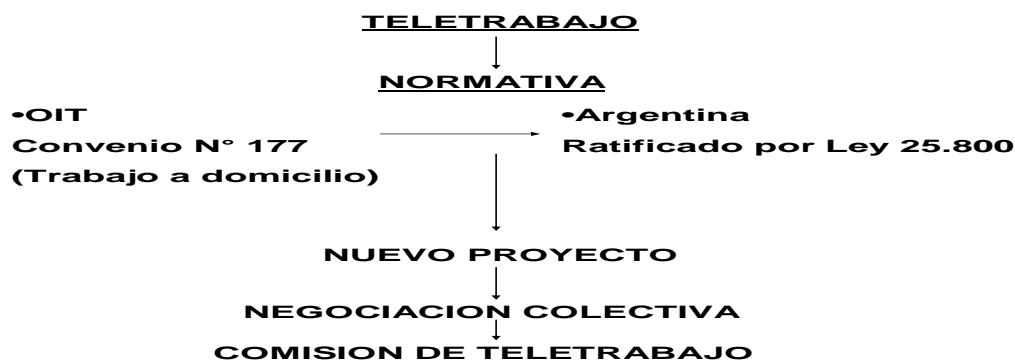 TELETRABAJO
NORMATIVA
•OIT
Convenio N° 177
(Trabajo a domicilio)
•Argentina
Ratificado por Ley 25.800
NUEVO PROYECTO
NEGOCIACION COLECTIVA
COMISION DE TELETRABAJO